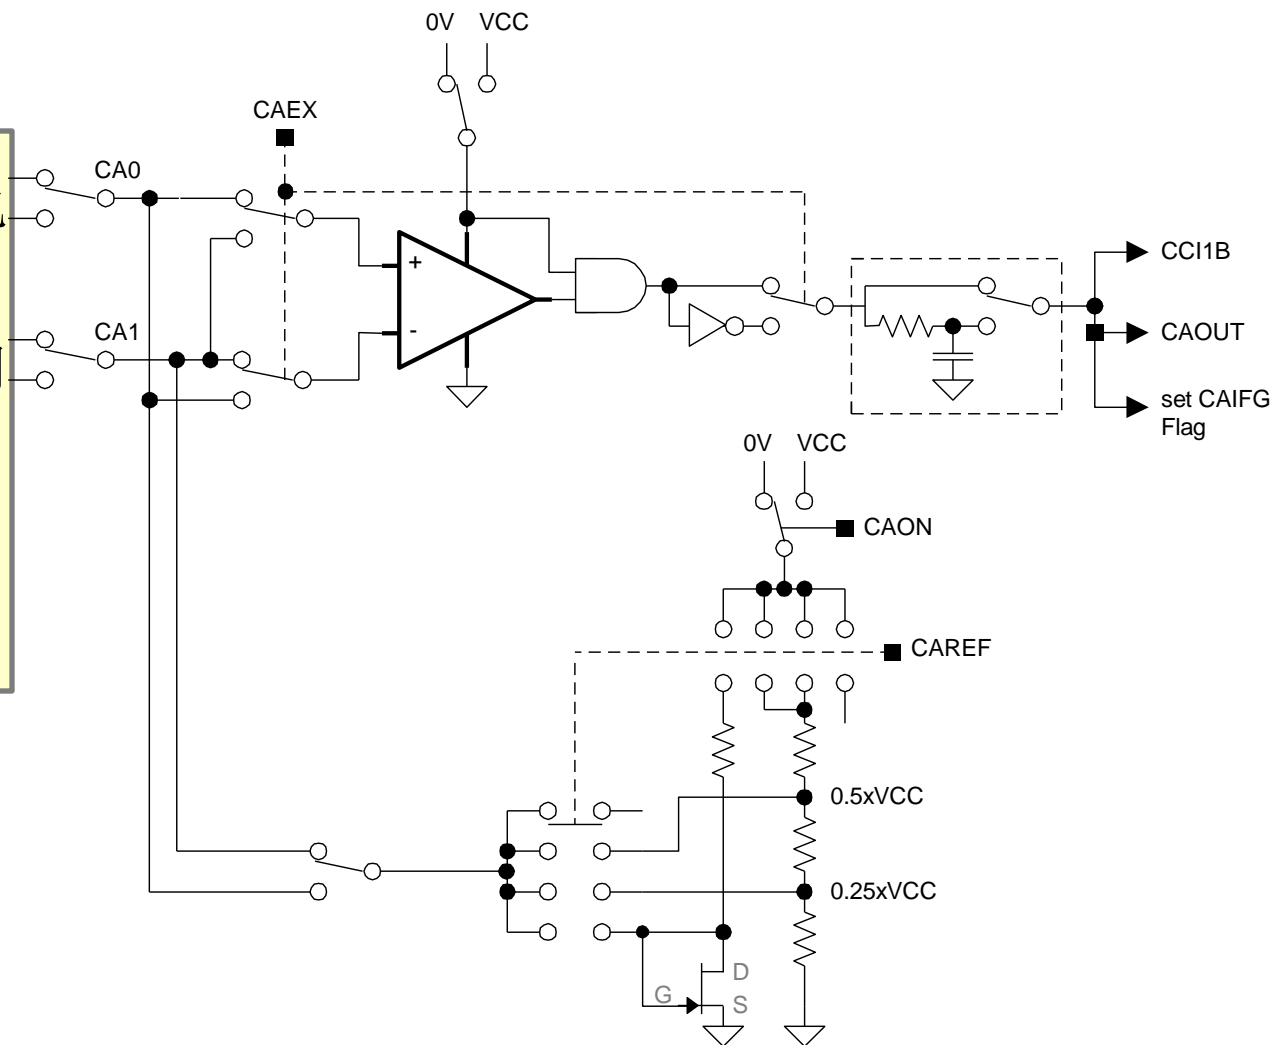 0V VCC
CAEX
CA0
+
CCI1B
CA1
-
CAOUT
set CAIFG
Flag
0V VCC
CAON
CAREF
0.5xVCC
0.25xVCC
D
G
S